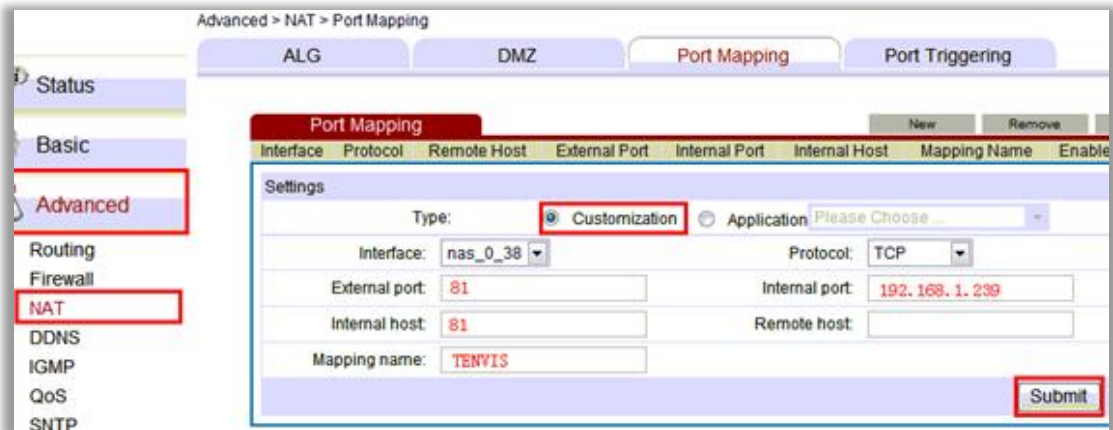 Advanced > NAT > Port Mapping
ALG DMZ Port Mapping Port Triggering
Status
Basic
Advanced
Routing
Firewall
NAT
DDNS
IGMP
QoS
SNTP
Port Mapping New Remove
Interface Protocol Remote Host External Port Internal Port Internal Host Mapping Name Enable
Settings
Type: Customization Application Please Choose ...
Interface: nas_0_38 Protocol: TCP
External port: 81 Internal port: 192.168.1.239
Internal host: 81 Remote host:
Mapping name: TENVIS
Submit